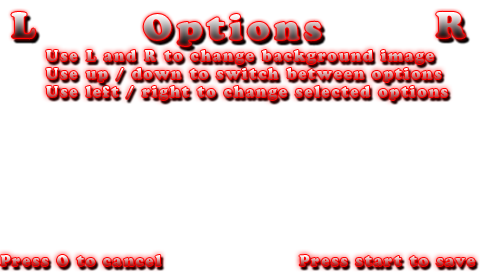 L Options R
Use L and R to change background image
Use up / down to switch between options
Use left / right to change selected options
Press O to cancel Press start to save